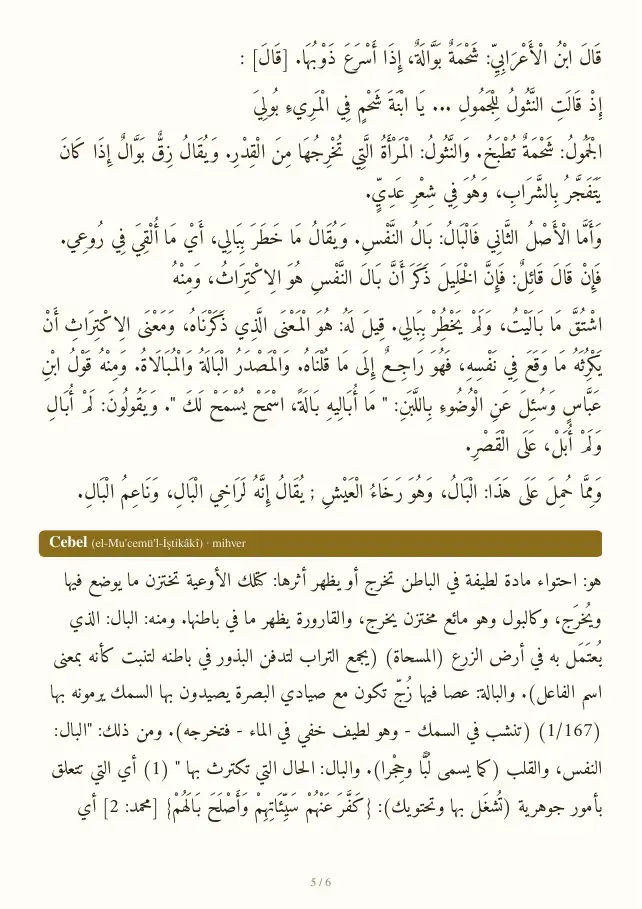 قَالَ ابْنُ الْأَعْرَابِيِّ: شَحْمَةٌ بَوَّالَةٌ، إِذَا أَسْرَعَ ذَوْبُهَا. [قَالَ] :
إِذْ قَالَتِ النَّثُولُ لِلْجَمُولِ ... يَا ابْنَةَ شَحْمٍ فِي الْمَرِيءِ بُولِيَ
الْجَمُولُ: شَحْمَةٌ تُطْبَخُ. وَالنَّثُولُ: الْمَرْأَةُ الَّتِي تُخْرِجُهَا مِنَ الْقِدْرِ. وَيُقَالُ زِقٌّ بَوَّالٌ إِذَا كَانَ
يَتَفَجَّرُ بِالشَّرَابِ، وَهُوَ فِي شِعْرِ عَدِيٍّ.
وَأَمَّا الْأَصْلُ الثَّانِي فَالْبَالُ: بَالُ النَّفْسِ. وَيُقَالُ مَا خَطَرَ بِبَالِي، أَيْ مَا أُلْقِيَ فِي رُوعِي.
فَإِنْ قَالَ قَائِلٌ: فَإِنَّ الْخَلِيلَ ذَكَرَ أَنَّ بَالَ النَّفْسِ هُوَ الِاكْتِرَاثُ، وَمِنْهُ
اشْتُقَّ مَا بَالَيْتُ، وَلَمْ يَخْطُرْ بِبَالِي. قِيلَ لَهُ: هُوَ الْمَعْنَى الَّذِي ذَكَرْنَاهُ، وَمَعْنَى الِاكْتِرَاثِ أَنْ
يَكْرُثَهُ مَا وَقَعَ فِي نَفْسِهِ، فَهُوَ رَاجِعٌ إِلَى مَا قُلْنَاهُ. وَالْمَصْدَرُ الْبَالَةُ وَالْمُبَالَاةُ. وَمِنْهُ قَوْلُ ابْنِ
عَبَّاسٍ وَسُئِلَ عَنِ الْوُضُوءِ بِاللَّبَنِ: " مَا أُبَالِيهِ بَالَةً، اسْمَحْ يُسْمَحْ لَكَ ". وَيَقُولُونَ: لَمْ أُبَالِ
وَلَمْ أُبَلْ، عَلَى الْقَصْرِ.
وَمِمَّا حُمِلَ عَلَى هَذَا: الْبَالُ، وَهُوَ رَخَاءُ الْعَيْشِ ; يُقَالُ إِنَّهُ لَرَاخِي الْبَالِ، وَنَاعِمُ الْبَالِ.
Cebel (el-Mu'cemü'l-İştikâkî) · mihver
هو: احتواء مادة لطيفة في الباطن تخرج أو يظهر أثرها: كتلك الأوعية تختزن ما يوضع فيها
ويُخرَج، وكالبول وهو مائع مختزن يخرج، والقارورة يظهر ما في باطنها. ومنه: البال: الذي
يُعتَمَل به في أرض الزرع (المسحاة) (يجمع التراب لتدفن البذور في باطنه لتنبت كأنه بمعنى
اسم الفاعل). والبالة: عصا فيها زُجّ تكون مع صيادي البصرة يصيدون بها السمك يرمونه بها
(1/167) (تنشب في السمك - وهو لطيف خفي في الماء - فتخرجه). ومن ذلك: "البال:
النفس، والقلب (كما يسمى لُبًّا وحِجْرا). والبال: الحال التي تكترث بها " (1) أي التي تتعلق
بأمور جوهرية (تُشغَل بها وتحتويك): {كَفَّرَ عَنْهُمْ سَيِّئَاتِهِمْ وَأَصْلَحَ بَالَهُمْ} [محمد: 2] أي
5 / 6